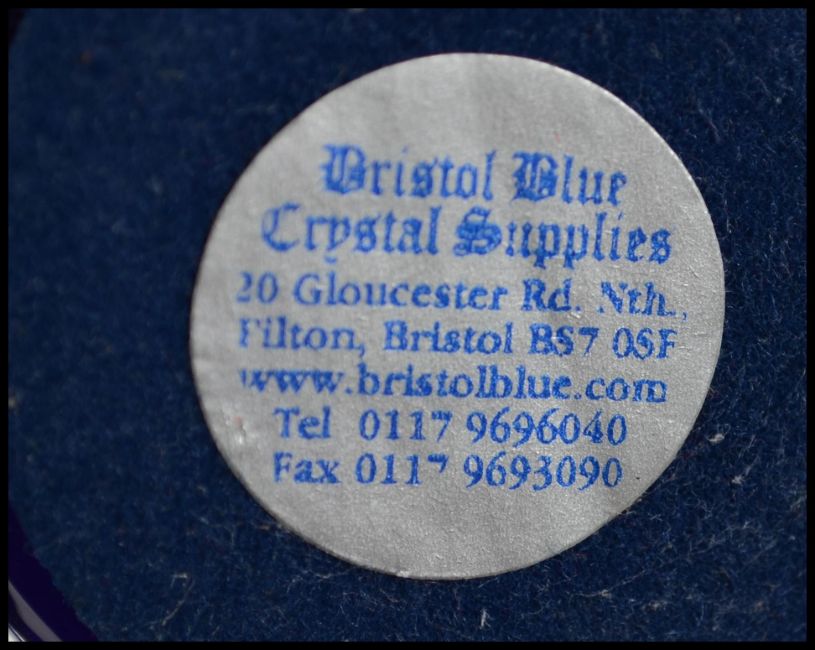 Bristol Blue
Crystal Supplies
20 Gloucester Rd. Nth.,
Filton, Bristol BS7 0SF
www.bristolblue.com
Tel 0117 9696040
Fax 0117 9693090